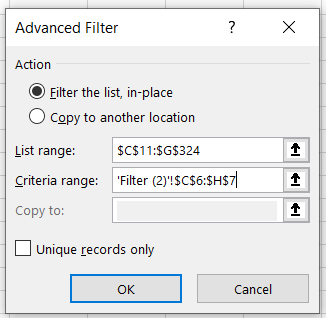 Advanced Filter ? ×
Action
Filter the list, in-place
Copy to another location
List range: $C$11:$G$324
Criteria range: 'Filter (2)'!$C$6:$H$7
Copy to:
Unique records only
OK Cancel